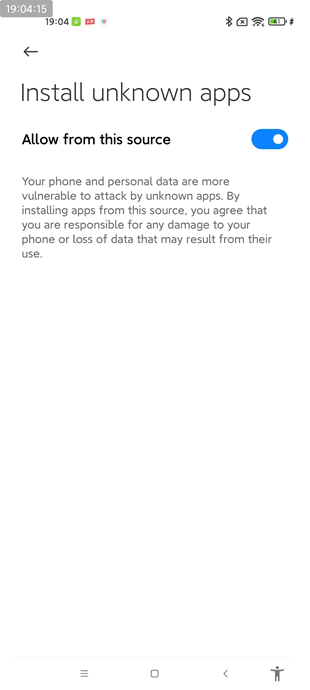 19:04:15
19:04
Install unknown apps
Allow from this source
Your phone and personal data are more
vulnerable to attack by unknown apps. By
installing apps from this source, you agree that
you are responsible for any damage to your
phone or loss of data that may result from their
use.